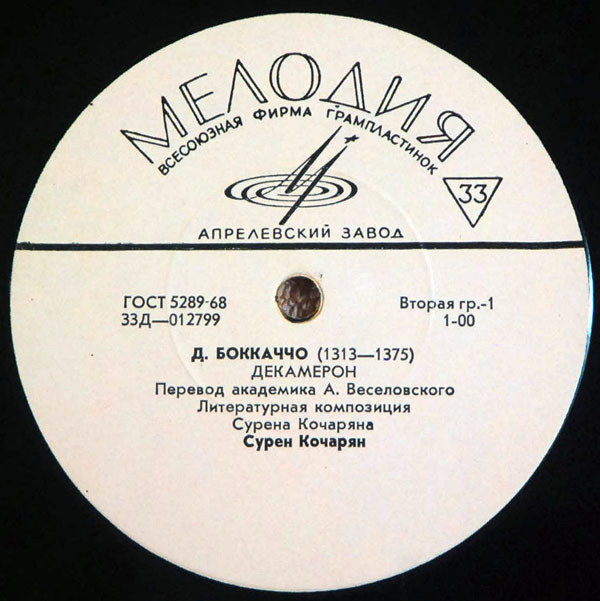 МЕЛОДИЯ
ВСЕСОЮЗНАЯ ФИРМА ГРАМПЛАСТИНОК
33
АПРЕЛЕВСКИЙ ЗАВОД
ГОСТ 5289-68
33Д—012799
Вторая гр.-1
1-00
Д. БОККАЧЧО (1313—1375)
ДЕКАМЕРОН
Перевод академика А. Веселовского
Литературная композиция
Сурена Кочаряна
Сурен Кочарян